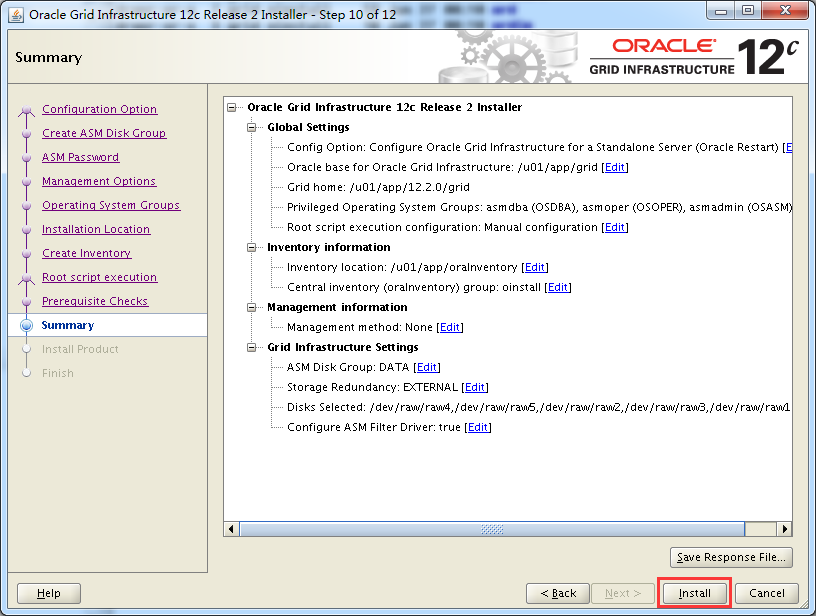 Oracle Grid Infrastructure 12c Release 2 Installer - Step 10 of 12
Summary
ORACLE
GRID INFRASTRUCTURE
12c
Configuration Option
Create ASM Disk Group
ASM Password
Management Options
Operating System Groups
Installation Location
Create Inventory
Root script execution
Prerequisite Checks
Summary
Install Product
Finish
Oracle Grid Infrastructure 12c Release 2 Installer
Global Settings
Config Option: Configure Oracle Grid Infrastructure for a Standalone Server (Oracle Restart) [E
Oracle base for Oracle Grid Infrastructure: /u01/app/grid [Edit]
Grid home: /u01/app/12.2.0/grid
Privileged Operating System Groups: asmdba (OSDBA), asmoper (OSOPER), asmadmin (OSASM)
Root script execution configuration: Manual configuration [Edit]
Inventory information
Inventory location: /u01/app/oraInventory [Edit]
Central inventory (oraInventory) group: oinstall [Edit]
Management information
Management method: None [Edit]
Grid Infrastructure Settings
ASM Disk Group: DATA [Edit]
Storage Redundancy: EXTERNAL [Edit]
Disks Selected: /dev/raw/raw4,/dev/raw/raw5,/dev/raw/raw2,/dev/raw/raw3,/dev/raw/raw1
Configure ASM Filter Driver: true [Edit]
Save Response File...
Help
< Back
Next >
Install
Cancel